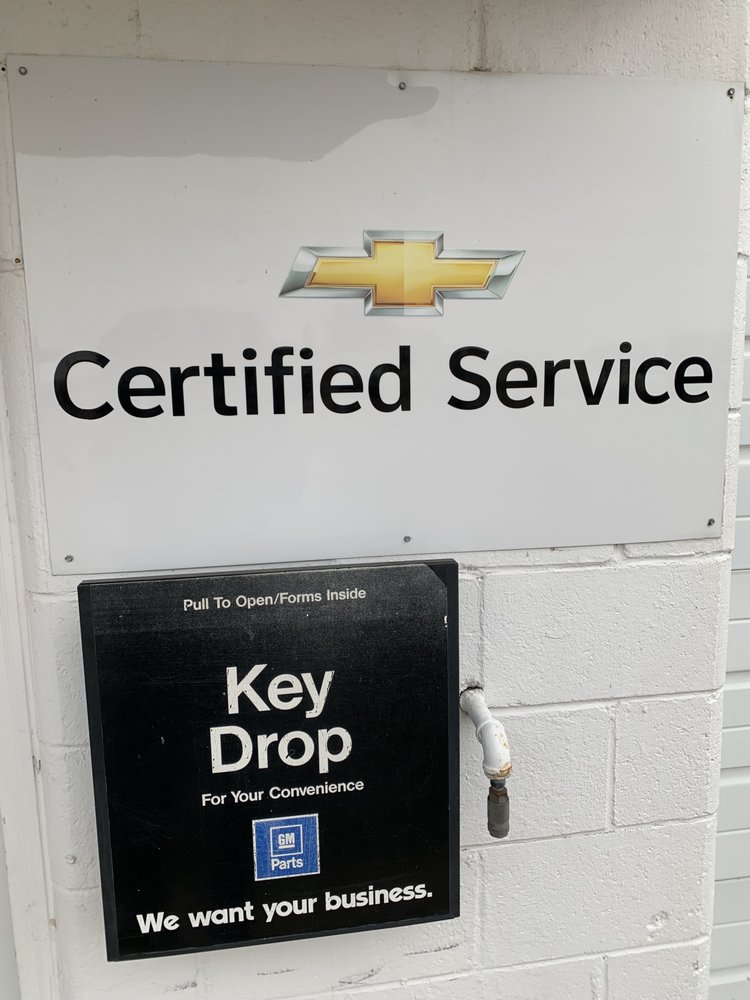 Certified Service
Pull To Open/Forms Inside
Key
Drop
For Your Convenience
GM
Parts
We want your business.